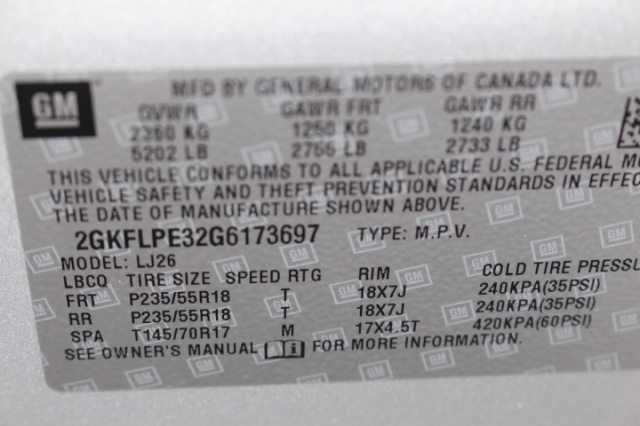 GM
MFD BY GENERAL MOTORS OF CANADA LTD.
GVWR GAWR FRT GAWR RR
2360 KG 1250 KG 1240 KG
5202 LB 2756 LB 2733 LB
THIS VEHICLE CONFORMS TO ALL APPLICABLE U.S. FEDERAL
VEHICLE SAFETY AND THEFT PREVENTION STANDARDS IN EFFEC
THE DATE OF MANUFACTURE SHOWN ABOVE.
2GKFLPE32G6173697 TYPE: M.P.V.
MODEL: LJ26
LBCQ TIRE SIZE SPEED RTG RIM COLD TIRE PRESSU
FRT P235/55R18 T 18X7J 240KPA(35PSI)
RR P235/55R18 T 18X7J 240KPA(35PSI)
SPA T145/70R17 M 17X4.5T 420KPA(60PSI)
SEE OWNER'S MANUAL FOR MORE INFORMATION.